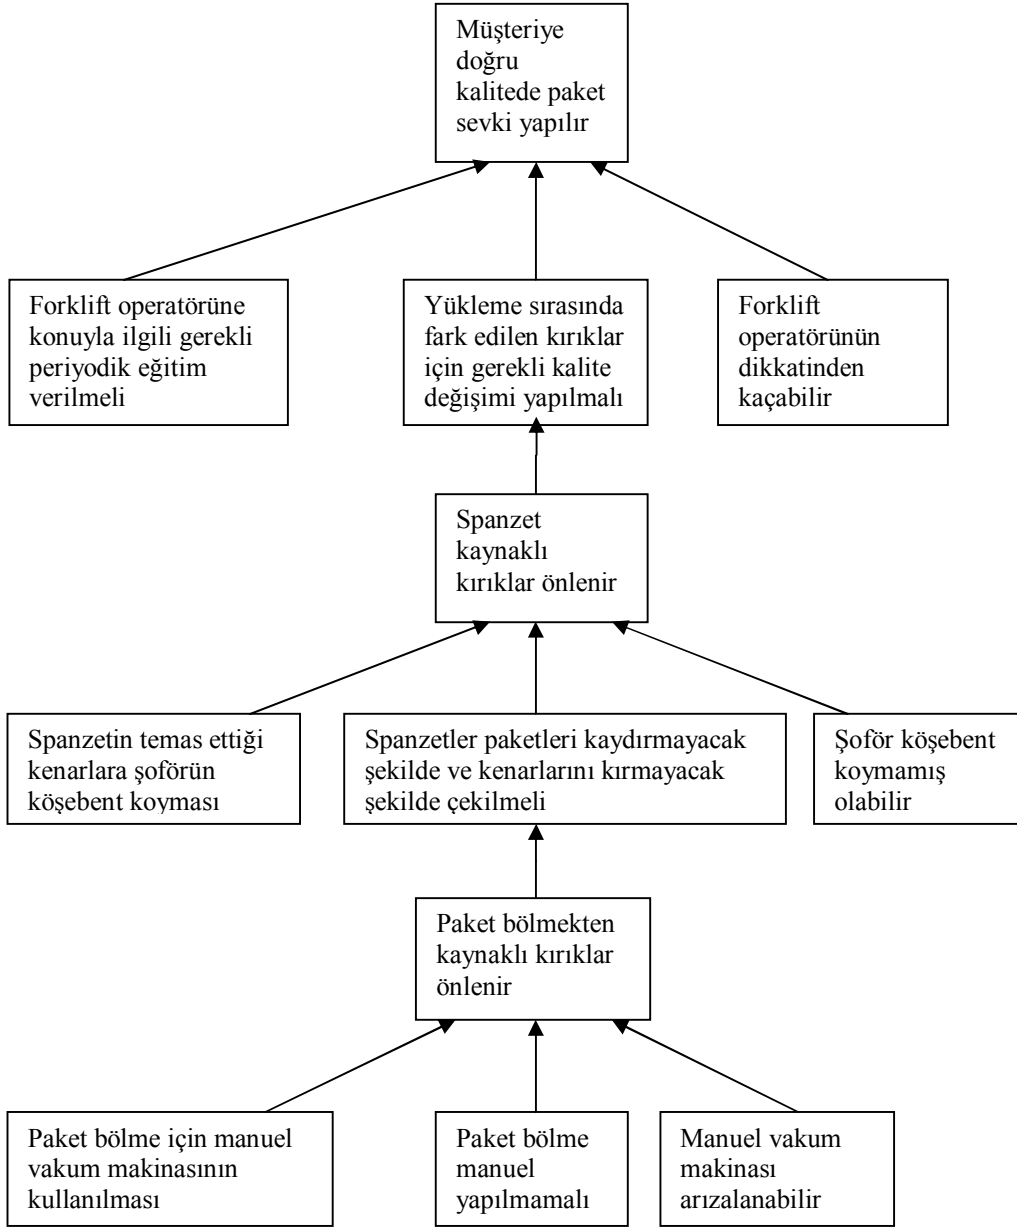 Müşteriye
doğru
kalitede paket
sevki yapılır
Forklift operatörüne
konuyla ilgili gerekli
periyodik eğitim
verilmeli
Yükleme sırasında
fark edilen kırıklar
için gerekli kalite
değişimi yapılmalı
Forklift
operatörünün
dikkatinden
kaçabilir
Spanzet
kaynaklı
kırıklar önlenir
Spanzetin temas ettiği
kenarlara şoförün
köşebent koyması
Spanzetler paketleri kaydırmayacak
şekilde ve kenarlarını kırmayacak
şekilde çekilmeli
Şoför köşebent
koymamış
olabilir
Paket bölmekten
kaynaklı kırıklar
önlenir
Paket bölme için manuel
vakum makinasının
kullanılması
Paket bölme
manuel
yapılmamalı
Manuel vakum
makinası
arızalanabilir